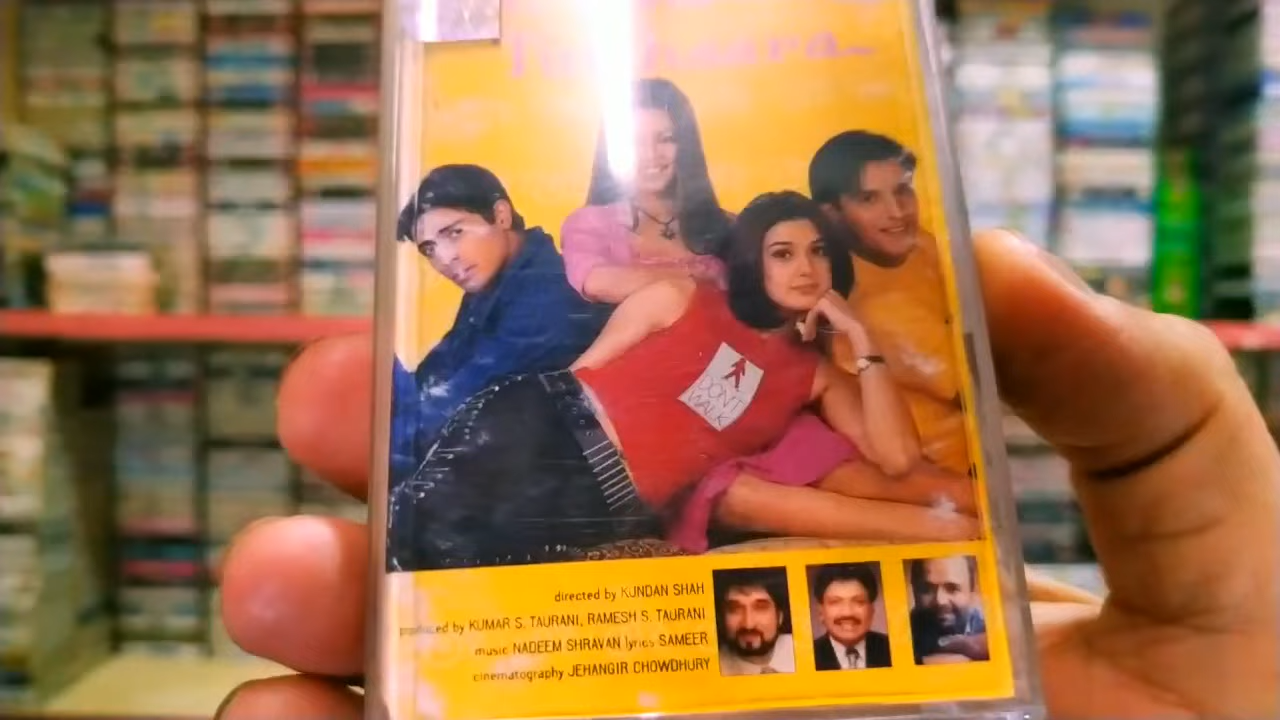 DON'T
WALK
directed by KUNDAN SHAH
produced by KUMAR S. TAURANI, RAMESH S. TAURANI
music NADEEM SHRAVAN lyrics SAMEER
cinematography JEHANGIR CHOWDHURY